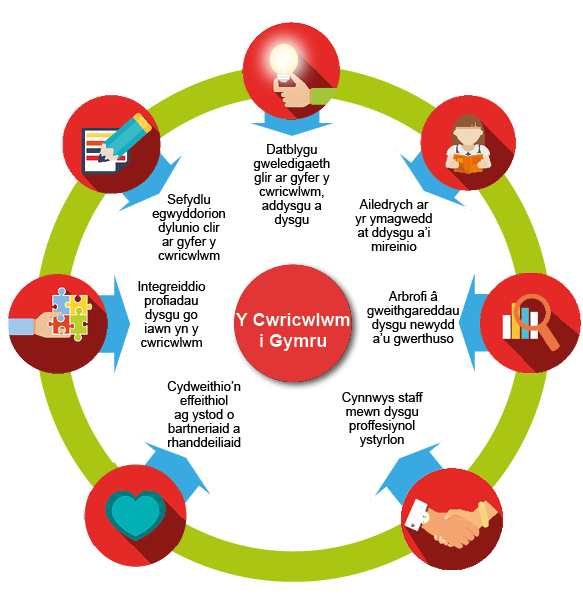 Datblygu
gweledigaeth
glir ar gyfer y
cwricwlwm,
addysgu a
dysgu
Ailedrych ar
yr ymagwedd
at ddysgu a'i
mireinio
Arbrofi â
gweithgareddau
dysgu newydd
a'u gwerthuso
Cynnwys staff
mewn dysgu
proffesiynol
ystyrlon
Cydweithio'n
effeithiol
ag ystod o
bartneriaid a
rhanddeiliaid
Integreiddio
profiadau
dysgu go
iawn yn y
cwricwlwm
Sefydlu
egwyddorion
dylunio clir
ar gyfer y
cwricwlwm
Y Cwricwlwm
i Gymru